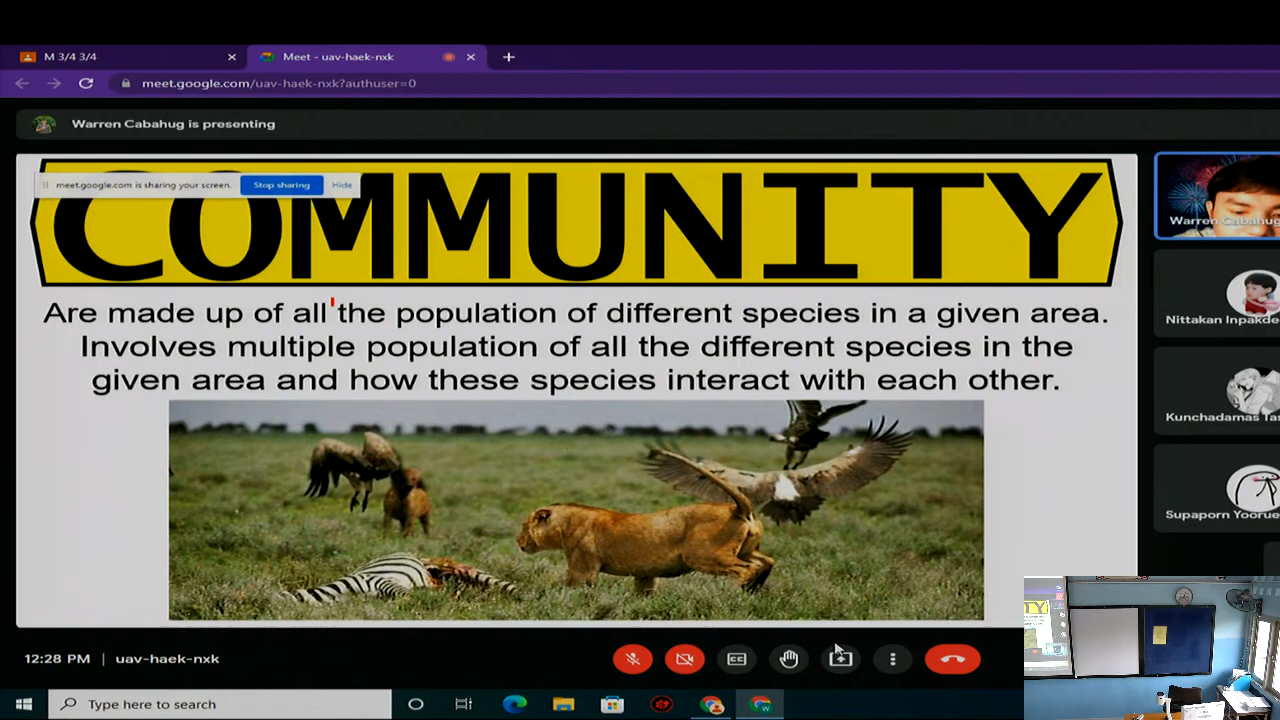 M 3/4 3/4
Meet - uav-haek-nxk
meet.google.com/uav-haek-nxk?authuser=0
Warren Cabahug is presenting
meet.google.com is sharing your screen.
Stop sharing
Hide
COMMUNITY
Are made up of all the population of different species in a given area.
Involves multiple population of all the different species in the
given area and how these species interact with each other.
Warren Cabahug
Nittakan Inpakde
Kunchadamas Tas
Supaporn Yoorue
12:28 PM | uav-haek-nxk
CC
Type here to search
ITY